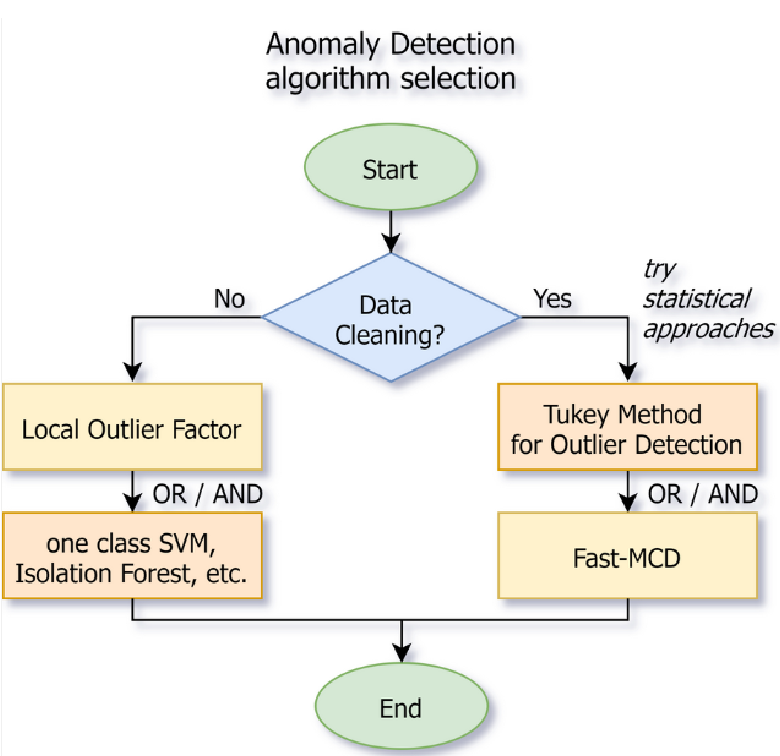 Anomaly Detection
algorithm selection
Start
Data
Cleaning?
No
Yes
try
statistical
approaches
Local Outlier Factor
OR / AND
one class SVM,
Isolation Forest, etc.
Tukey Method
for Outlier Detection
OR / AND
Fast-MCD
End